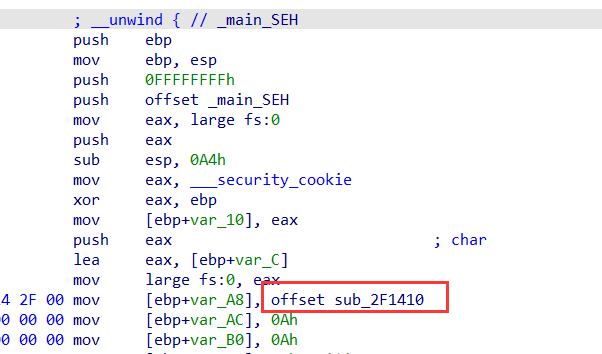 ; __unwind { // _main_SEH
push ebp
mov ebp, esp
push 0FFFFFFFFh
push offset _main_SEH
mov eax, large fs:0
push eax
sub esp, 0A4h
mov eax, ___security_cookie
xor eax, ebp
mov [ebp+var_10], eax
push eax ; char
lea eax, [ebp+var_C]
mov large fs:0, eax
14 2F 00 mov [ebp+var_A8], offset sub_2F1410
00 00 00 mov [ebp+var_AC], 0Ah
00 00 00 mov [ebp+var_B0], 0Ah